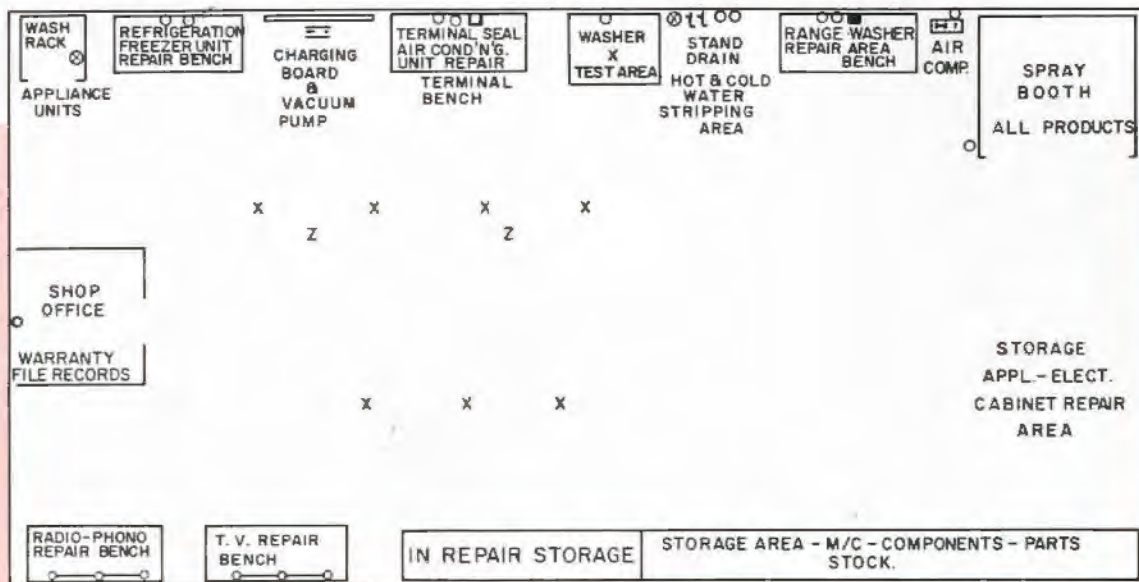 WASH
RACK
APPLIANCE
UNITS
REFRIGERATION
FREEZER UNIT
REPAIR BENCH
CHARGING
BOARD
&
VACUUM
PUMP
TERMINAL SEAL
AIR COND'N'G.
UNIT REPAIR
TERMINAL
BENCH
WASHER
X
TEST AREA
STAND
DRAIN
HOT & COLD
WATER
STRIPPING
AREA
RANGE-WASHER
REPAIR AREA
BENCH
AIR
COMP.
SPRAY
BOOTH
ALL PRODUCTS
X X X X
Z Z
SHOP
OFFICE
WARRANTY
FILE RECORDS
X X X
STORAGE
APPL.-ELECT.
CABINET REPAIR
AREA
RADIO-PHONO
REPAIR BENCH
T. V. REPAIR
BENCH
IN REPAIR STORAGE
STORAGE AREA - M/C - COMPONENTS - PARTS
STOCK.